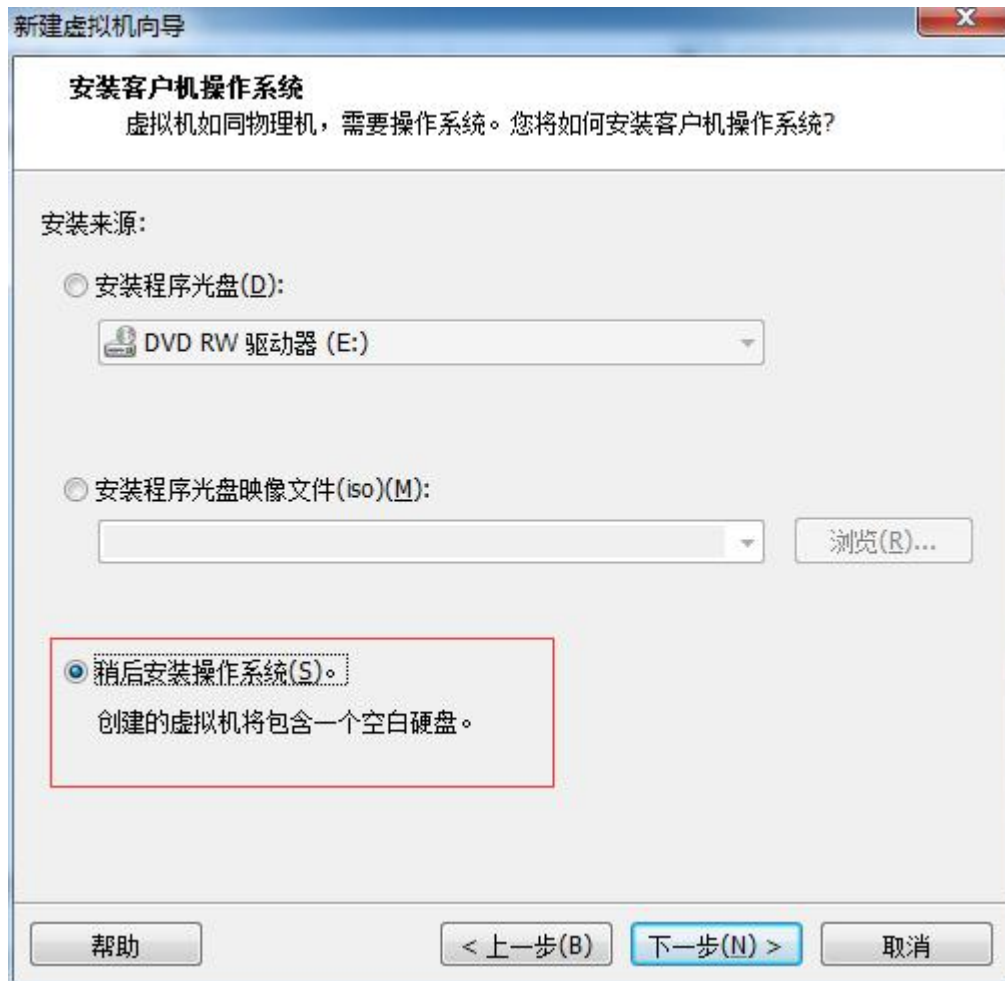 新建虚拟机向导
安装客户机操作系统
虚拟机如同物理机，需要操作系统。您将如何安装客户机操作系统?
安装来源:
安装程序光盘(D):
DVD RW 驱动器 (E:)
安装程序光盘映像文件(iso)(M):
浏览(R)...
稍后安装操作系统(S)。
创建的虚拟机将包含一个空白硬盘。
帮助 < 上一步(B) 下一步(N) > 取消